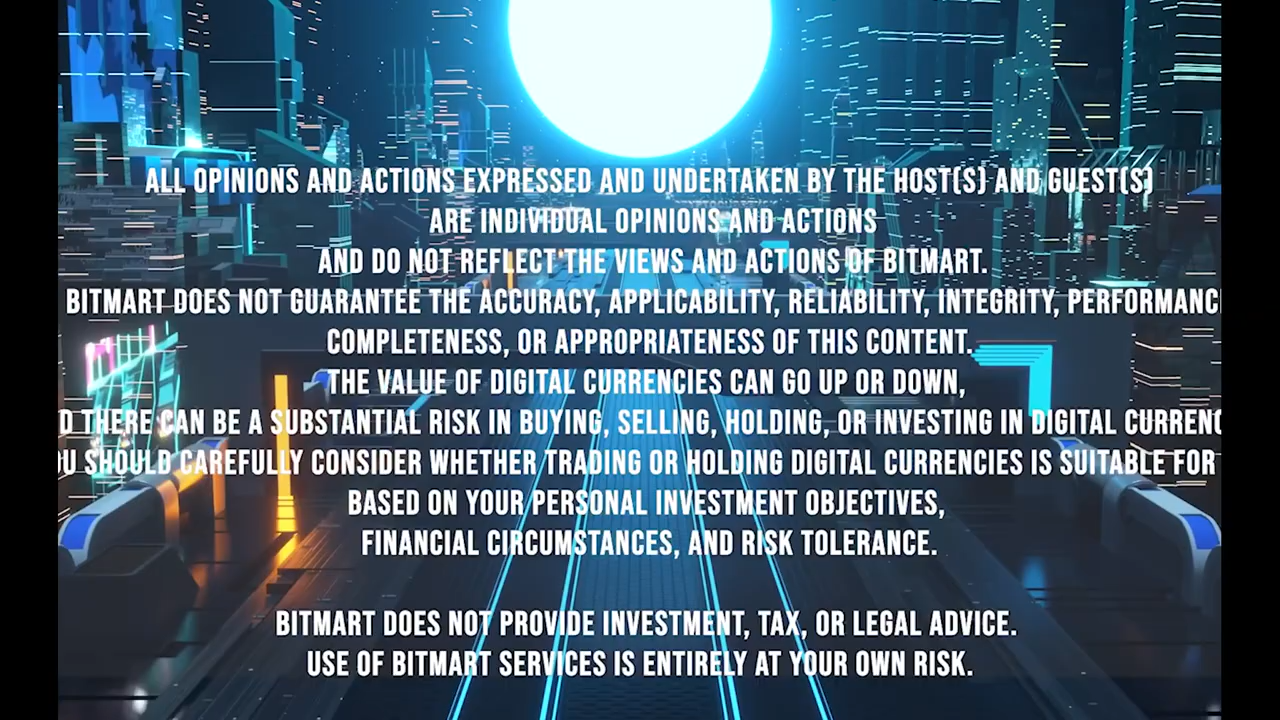 ALL OPINIONS AND ACTIONS EXPRESSED AND UNDERTAKEN BY THE HOST(S) AND GUEST(S)
ARE INDIVIDUAL OPINIONS AND ACTIONS
AND DO NOT REFLECT THE VIEWS AND ACTIONS OF BITMART.
BITMART DOES NOT GUARANTEE THE ACCURACY, APPLICABILITY, RELIABILITY, INTEGRITY, PERFORMANC
COMPLETENESS, OR APPROPRIATENESS OF THIS CONTENT.
THE VALUE OF DIGITAL CURRENCIES CAN GO UP OR DOWN,
D THERE CAN BE A SUBSTANTIAL RISK IN BUYING, SELLING, HOLDING, OR INVESTING IN DIGITAL CURREN
U SHOULD CAREFULLY CONSIDER WHETHER TRADING OR HOLDING DIGITAL CURRENCIES IS SUITABLE FOR
BASED ON YOUR PERSONAL INVESTMENT OBJECTIVES,
FINANCIAL CIRCUMSTANCES, AND RISK TOLERANCE.
BITMART DOES NOT PROVIDE INVESTMENT, TAX, OR LEGAL ADVICE.
USE OF BITMART SERVICES IS ENTIRELY AT YOUR OWN RISK.